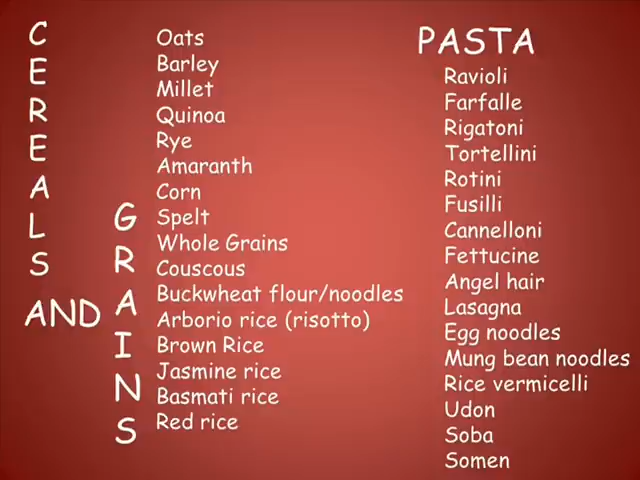 CEREALS
AND
GRAINS
Oats
Barley
Millet
Quinoa
Rye
Amaranth
Corn
Spelt
Whole Grains
Couscous
Buckwheat flour/noodles
Arborio rice (risotto)
Brown Rice
Jasmine rice
Basmati rice
Red rice
PASTA
Ravioli
Farfalle
Rigatoni
Tortellini
Rotini
Fusilli
Cannelloni
Fettucine
Angel hair
Lasagna
Egg noodles
Mung bean noodles
Rice vermicelli
Udon
Soba
Somen